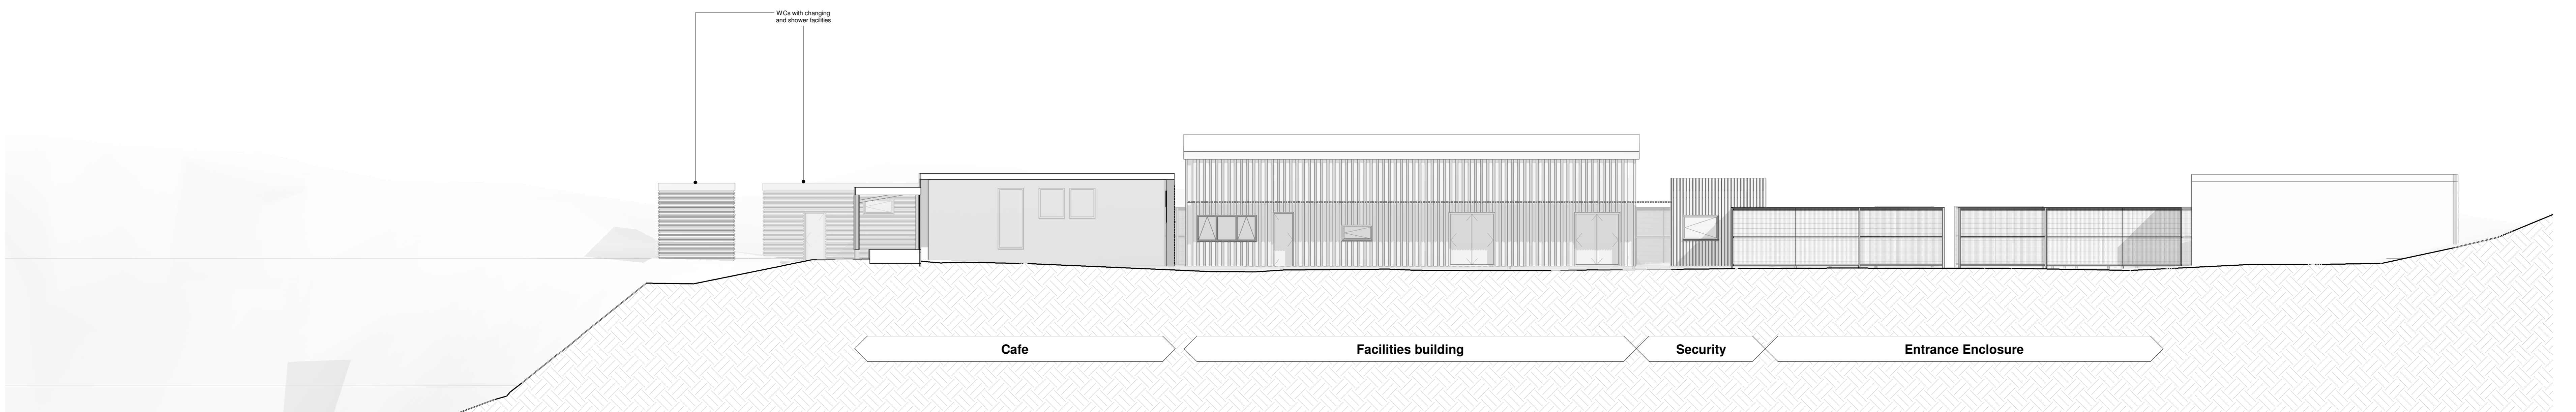 WCs with changing
and shower facilities
Cafe
Facilities building
Security
Entrance Enclosure